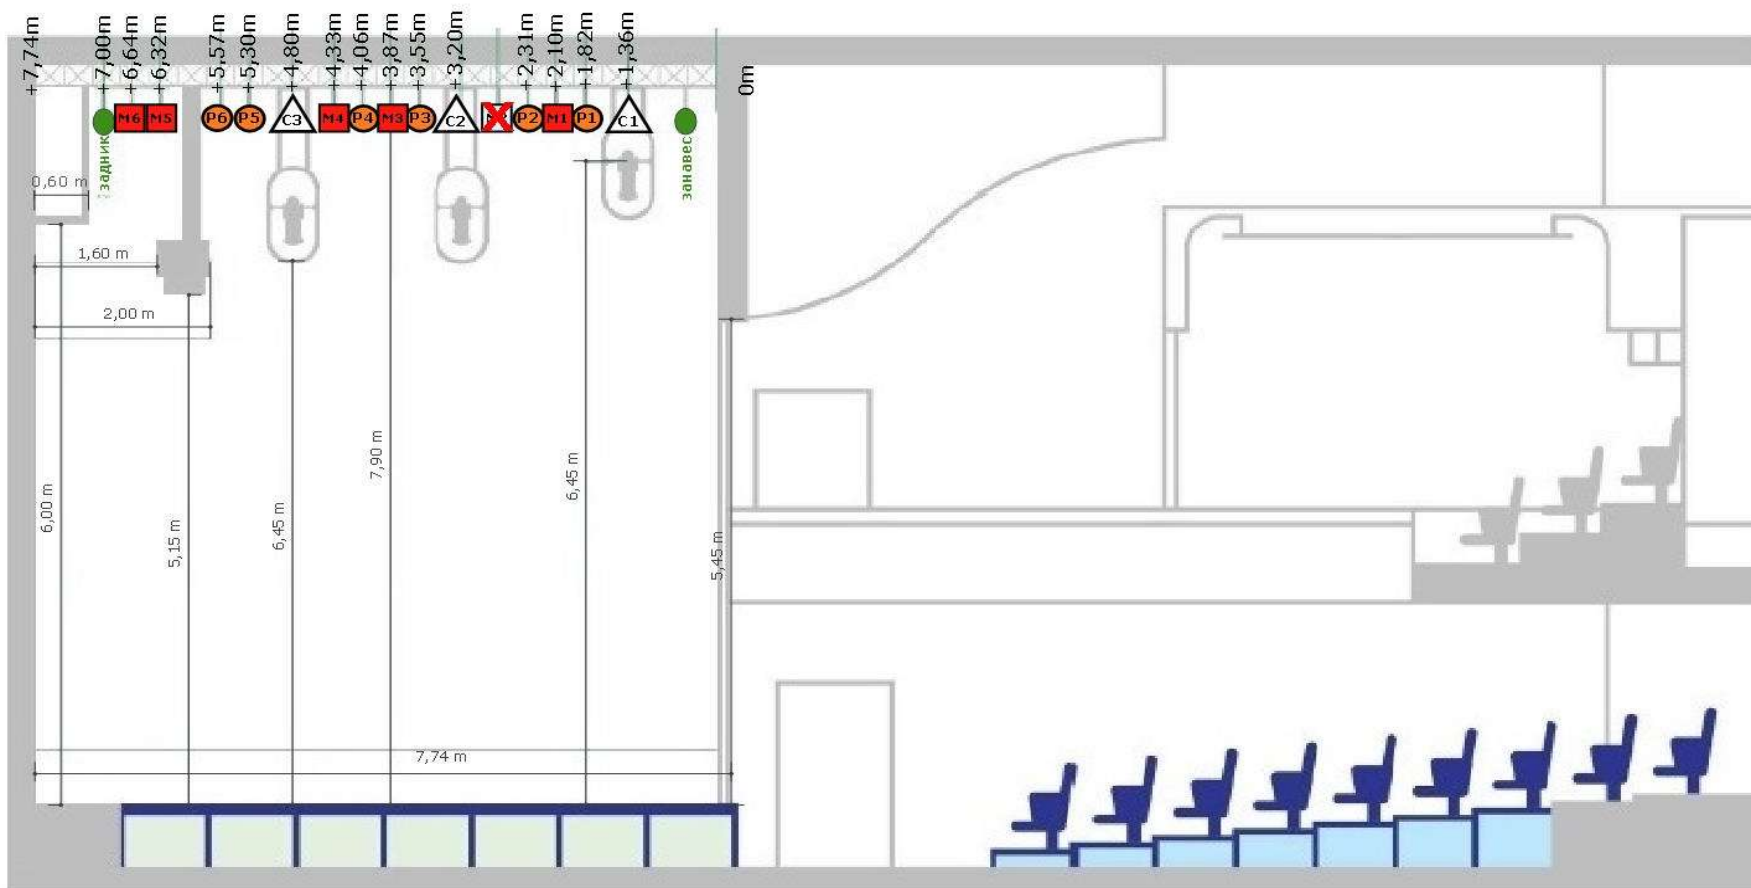 +7,74m
+7,00m
+6,64m
+6,32m
+5,57m
+5,30m
+4,80m
+4,33m
+4,06m
+3,87m
+3,55m
+3,20m
+2,31m
+2,10m
+1,82m
+1,36m
0m
M6
M5
P6
P5
C3
M4
P4
M3
P3
C2
P2
M1
P1
C1
задник
занавес
0,60 m
1,60 m
2,00 m
6,00 m
5,15 m
6,45 m
7,90 m
6,45 m
5,45 m
7,74 m